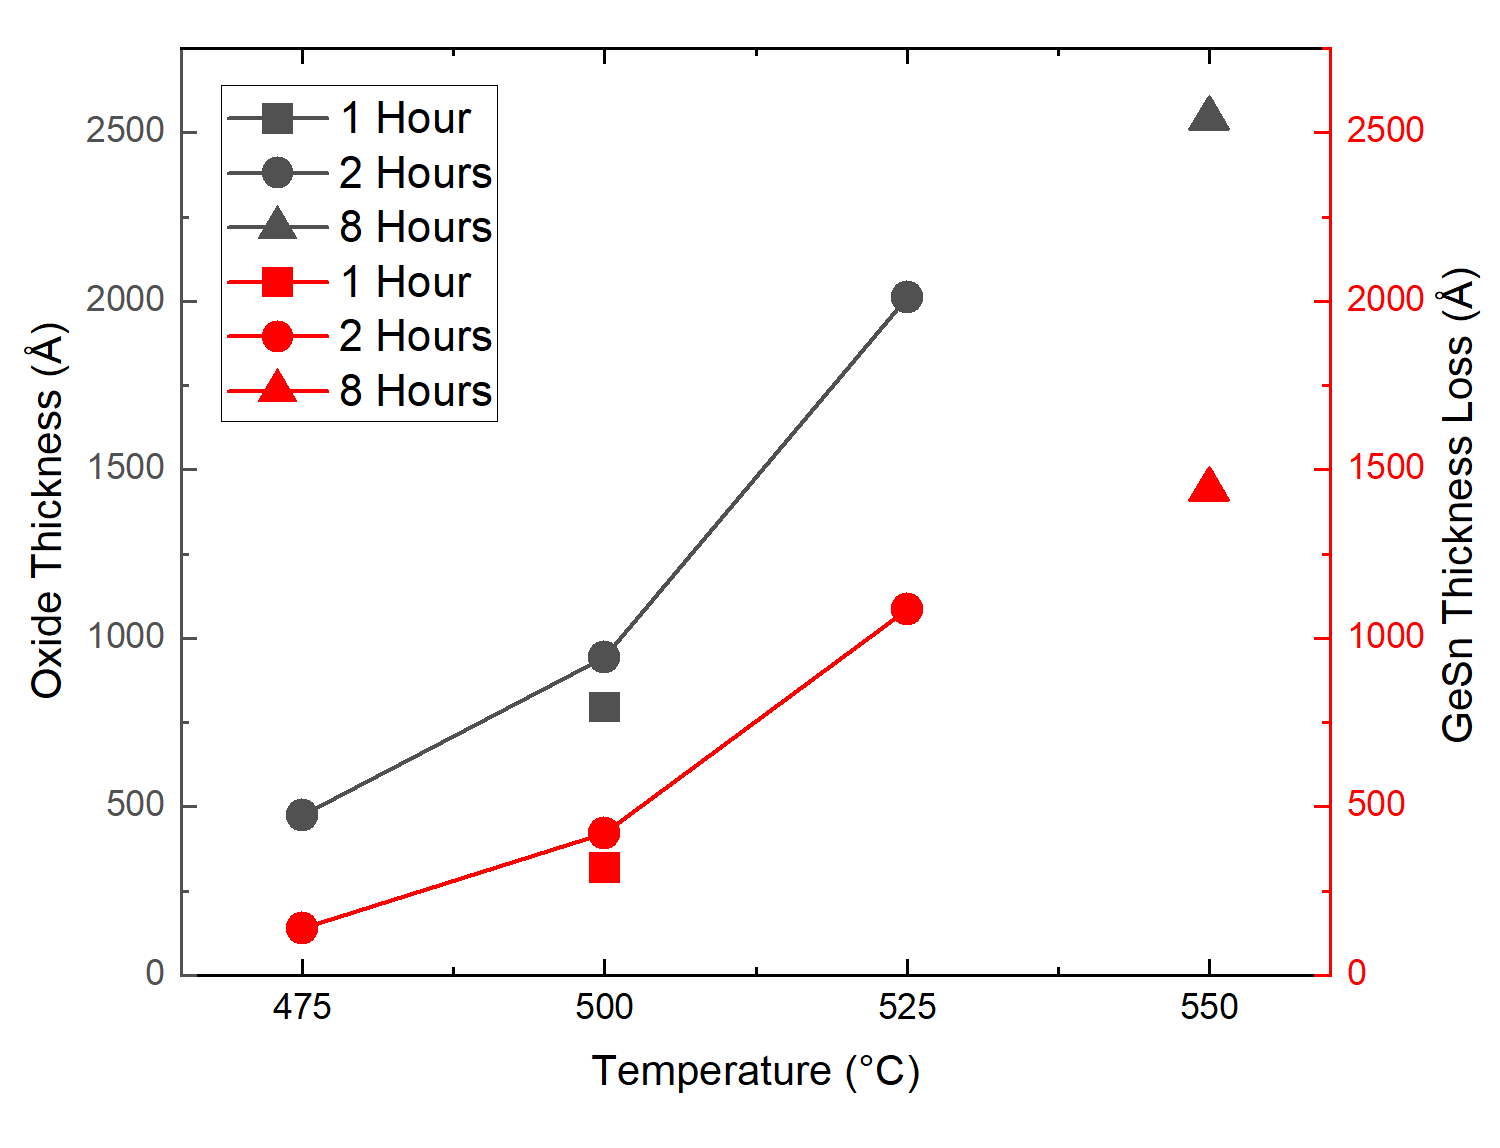 1 Hour
2 Hours
8 Hours
1 Hour
2 Hours
8 Hours
Oxide Thickness (Å)
2500
2000
1500
1000
500
0
2500
2000
1500
1000
500
0
GeSn Thickness Loss (Å)
475 500 525 550
Temperature (°C)